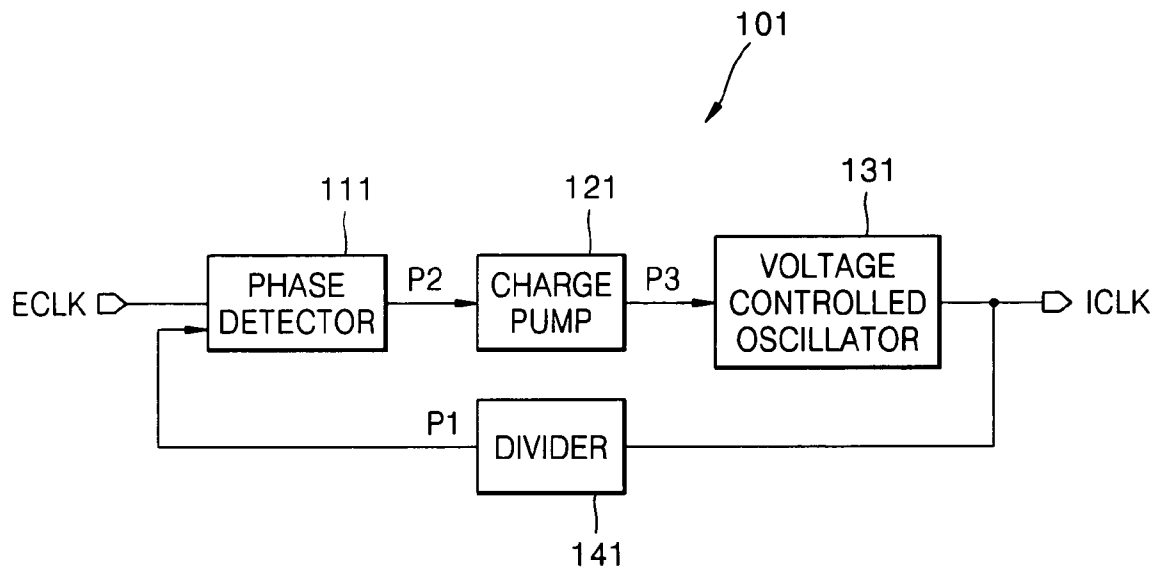 101
111
121
131
ECLK
PHASE
DETECTOR
P2
CHARGE
PUMP
P3
VOLTAGE
CONTROLLED
OSCILLATOR
ICLK
P1
DIVIDER
141